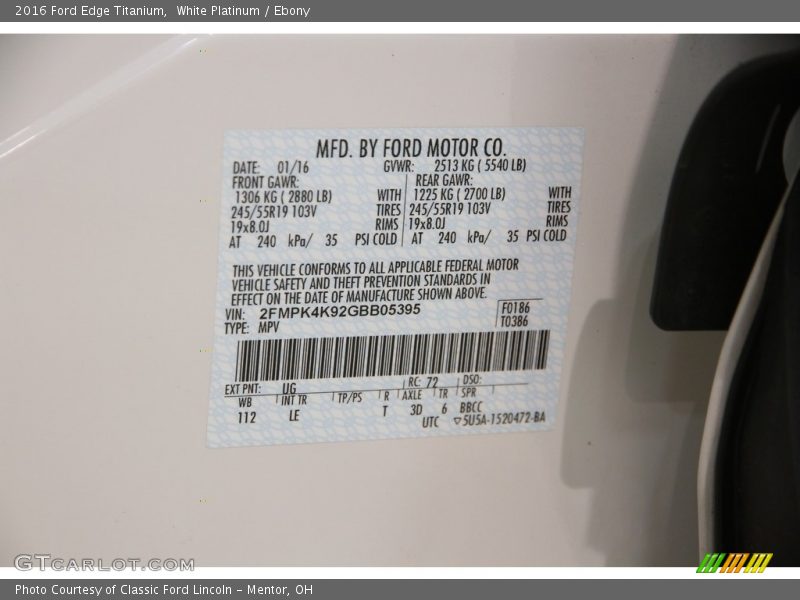 2016 Ford Edge Titanium, White Platinum / Ebony
MFD. BY FORD MOTOR CO.
DATE: 01/16 GVWR: 2513 KG ( 5540 LB)
FRONT GAWR: REAR GAWR:
1306 KG ( 2880 LB) WITH 1225 KG ( 2700 LB) WITH
245/55R19 103V TIRES 245/55R19 103V TIRES
19x8.0J RIMS 19x8.0J RIMS
AT 240 kPa/ 35 PSI COLD AT 240 kPa/ 35 PSI COLD
THIS VEHICLE CONFORMS TO ALL APPLICABLE FEDERAL MOTOR
VEHICLE SAFETY AND THEFT PREVENTION STANDARDS IN
EFFECT ON THE DATE OF MANUFACTURE SHOWN ABOVE.
VIN: 2FMPK4K92GBB05395 F0186
TYPE: MPV T0386
EXT PNT: UG RC: 72 DSO:
WB INT TR TP/PS R AXLE TR SPR
112 LE T 3D 6 BBCC
UTC ▽5U5A-1520472-BA
GTCARLOT.COM
Photo Courtesy of Classic Ford Lincoln - Mentor, OH